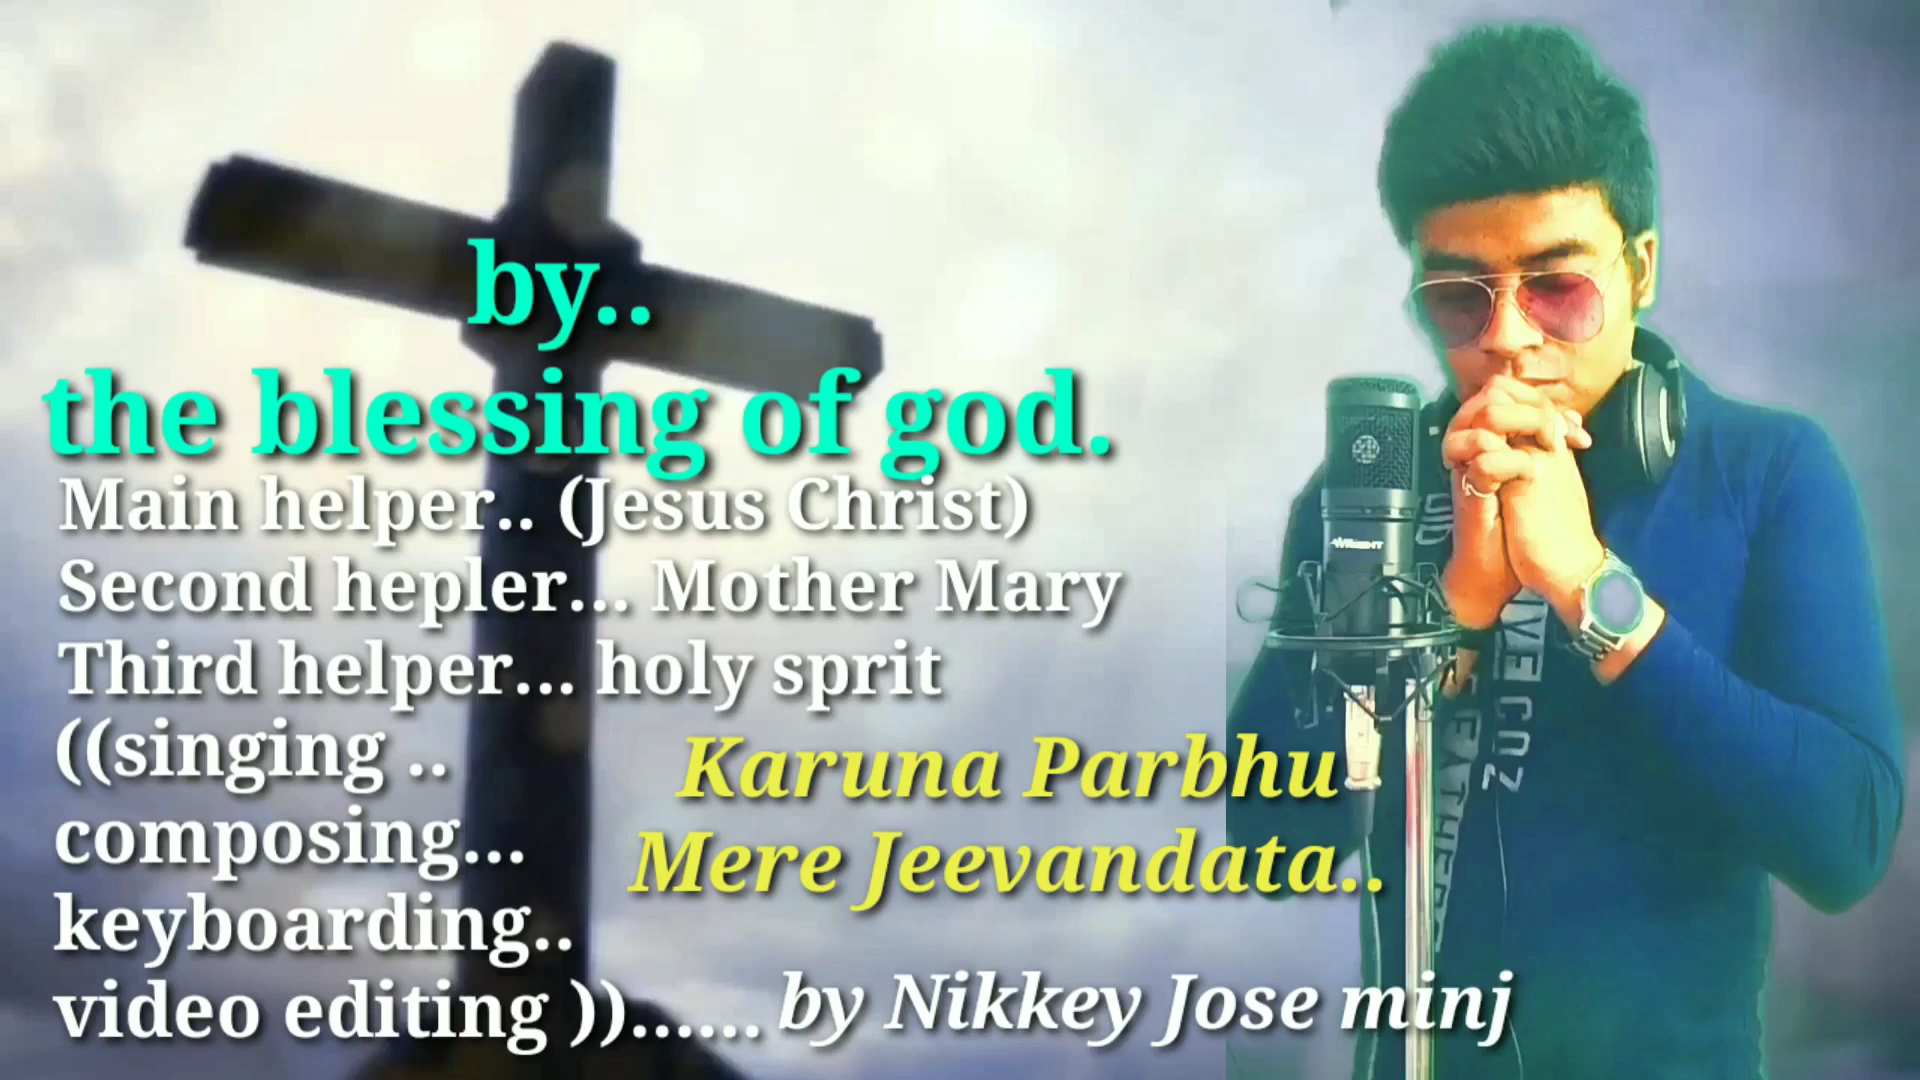 by..
the blessing of god.
Main helper.. (Jesus Christ)
Second hepler... Mother Mary
Third helper... holy sprit
((singing ..
composing...
keyboarding..
video editing ))......
Karuna Parbhu
Mere Jeevandata..
by Nikkey Jose minj